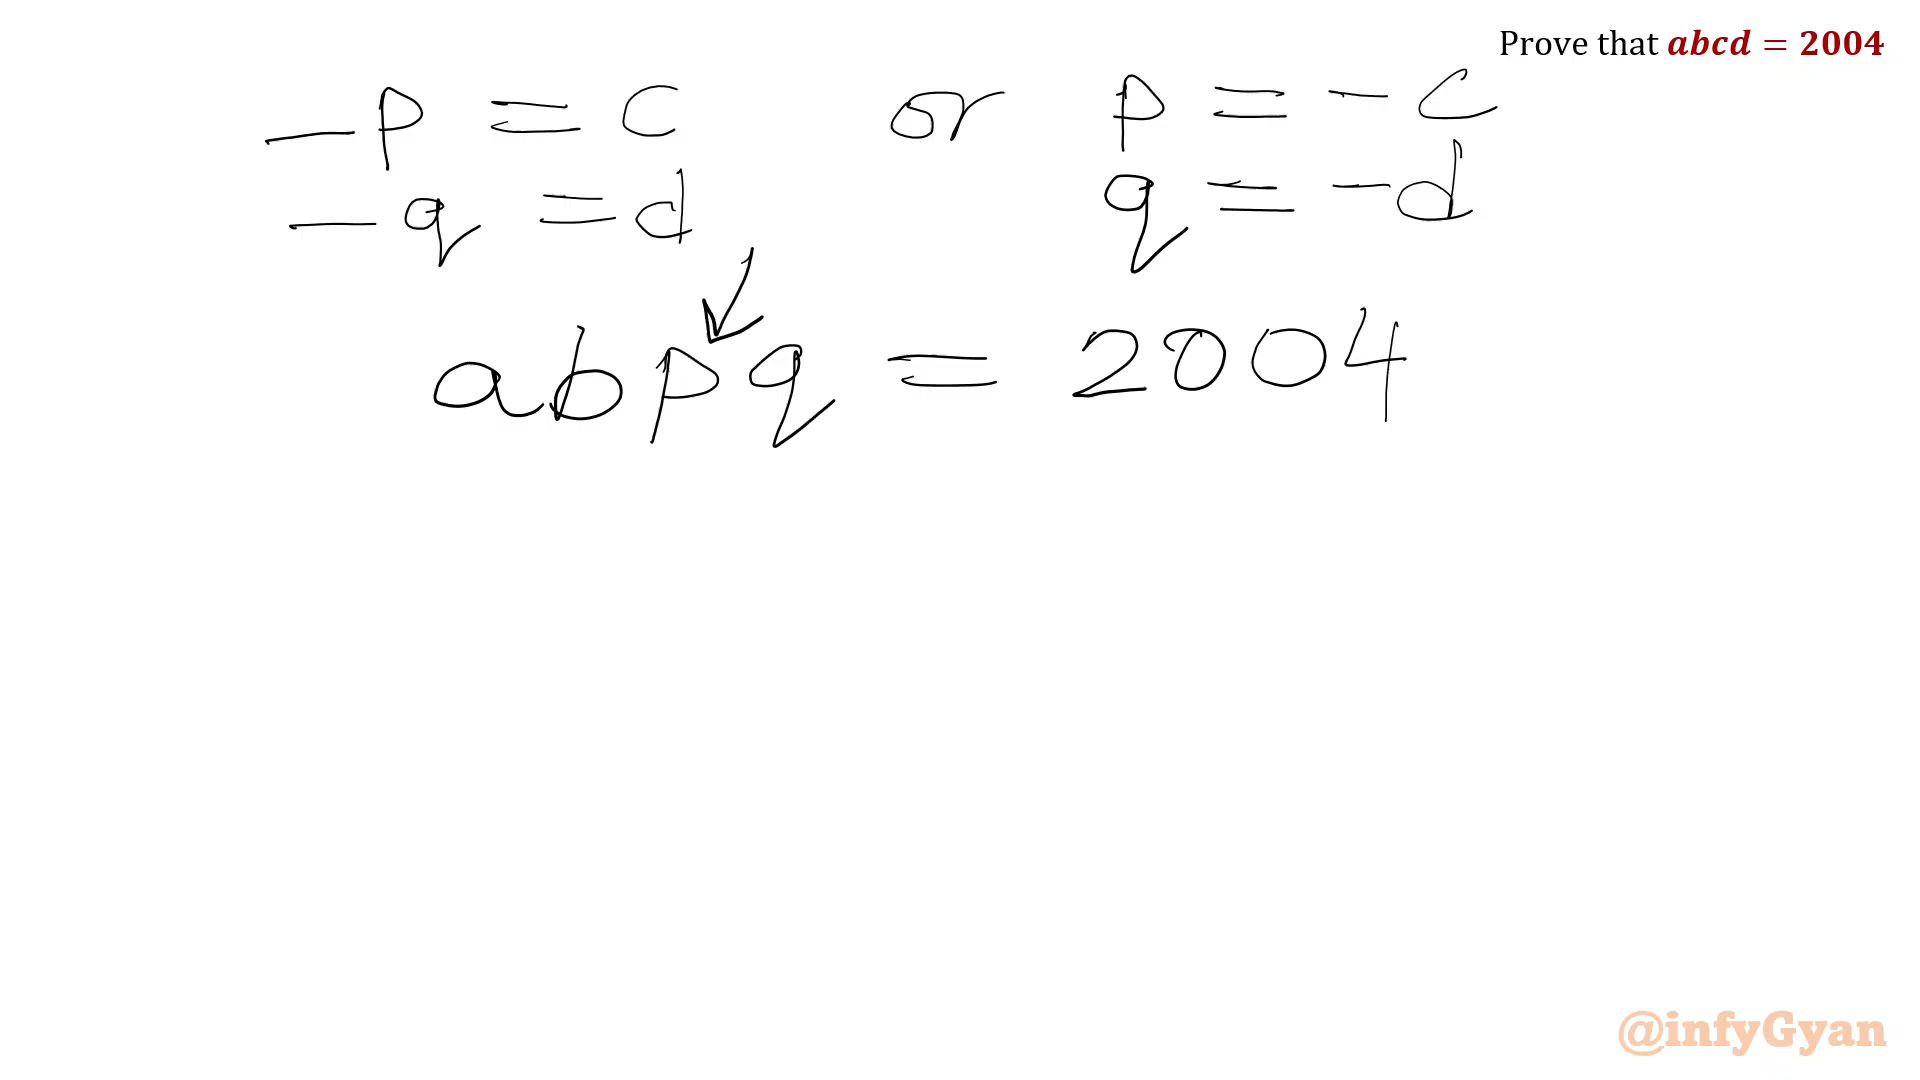 Prove that abcd = 2004
-p = c or p = -c
-q = d q = -d
abpq = 2004
@infyGyan